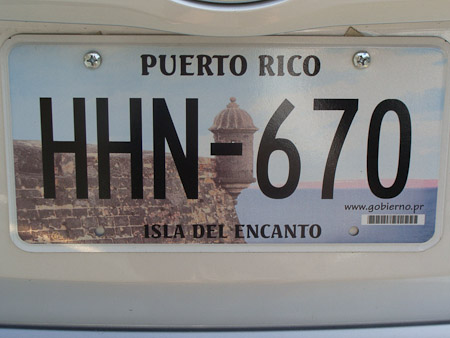 PUERTO RICO
HHN-670
www.gobierno.pr
ISLA DEL ENCANTO